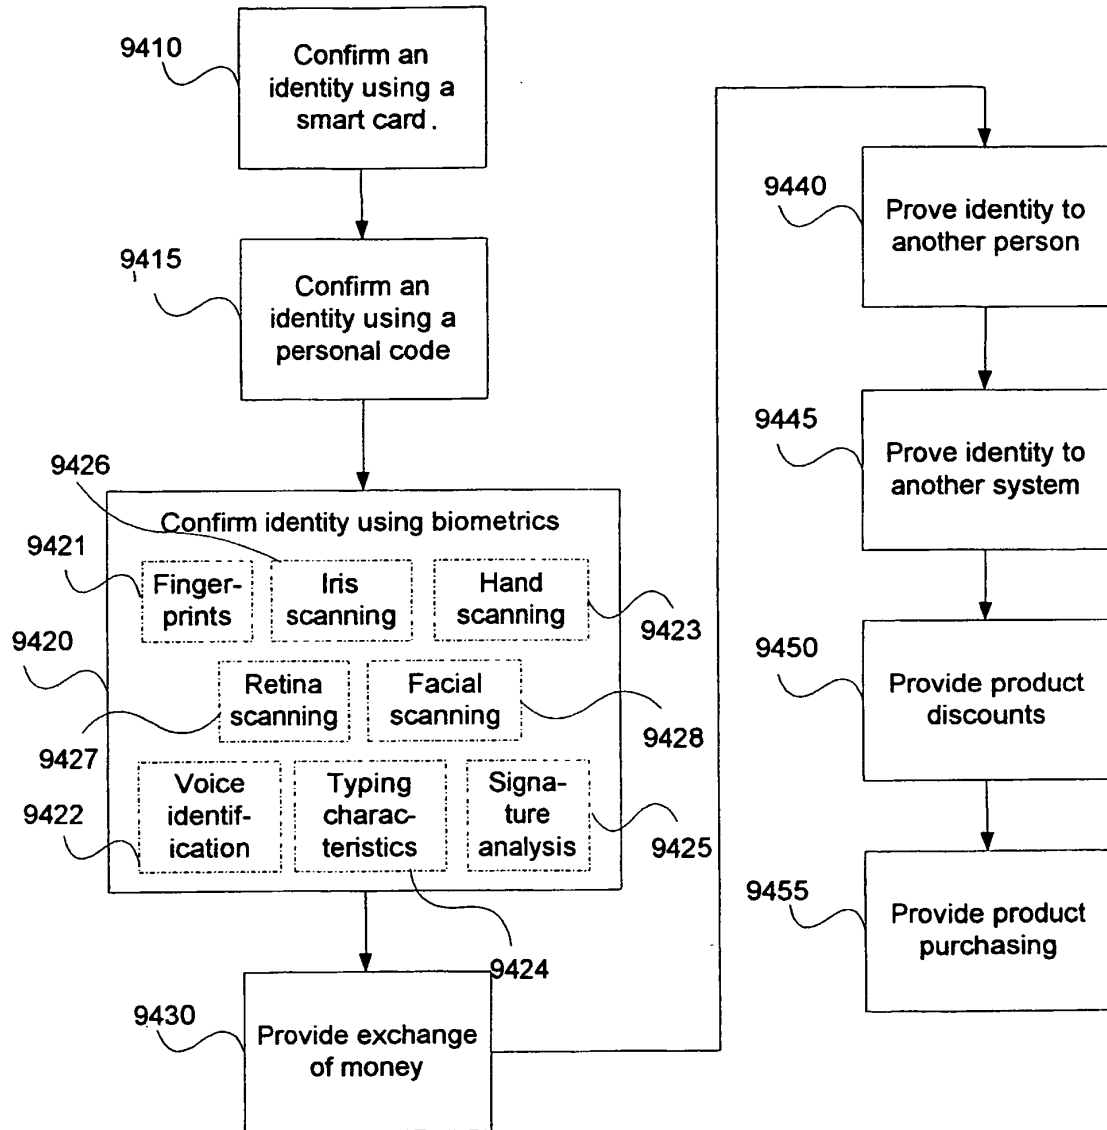 9410
Confirm an
identity using a
smart card.
9415
Confirm an
identity using a
personal code
9426
Confirm identity using biometrics
9421
Finger-
prints
Iris
scanning
Hand
scanning
9423
9420
Retina
scanning
Facial
scanning
9427
9428
9422
Voice
identif-
ication
Typing
charac-
teristics
Signa-
ture
analysis
9425
9424
9430
Provide exchange
of money
9440
Prove identity to
another person
9445
Prove identity to
another system
9450
Provide product
discounts
9455
Provide product
purchasing